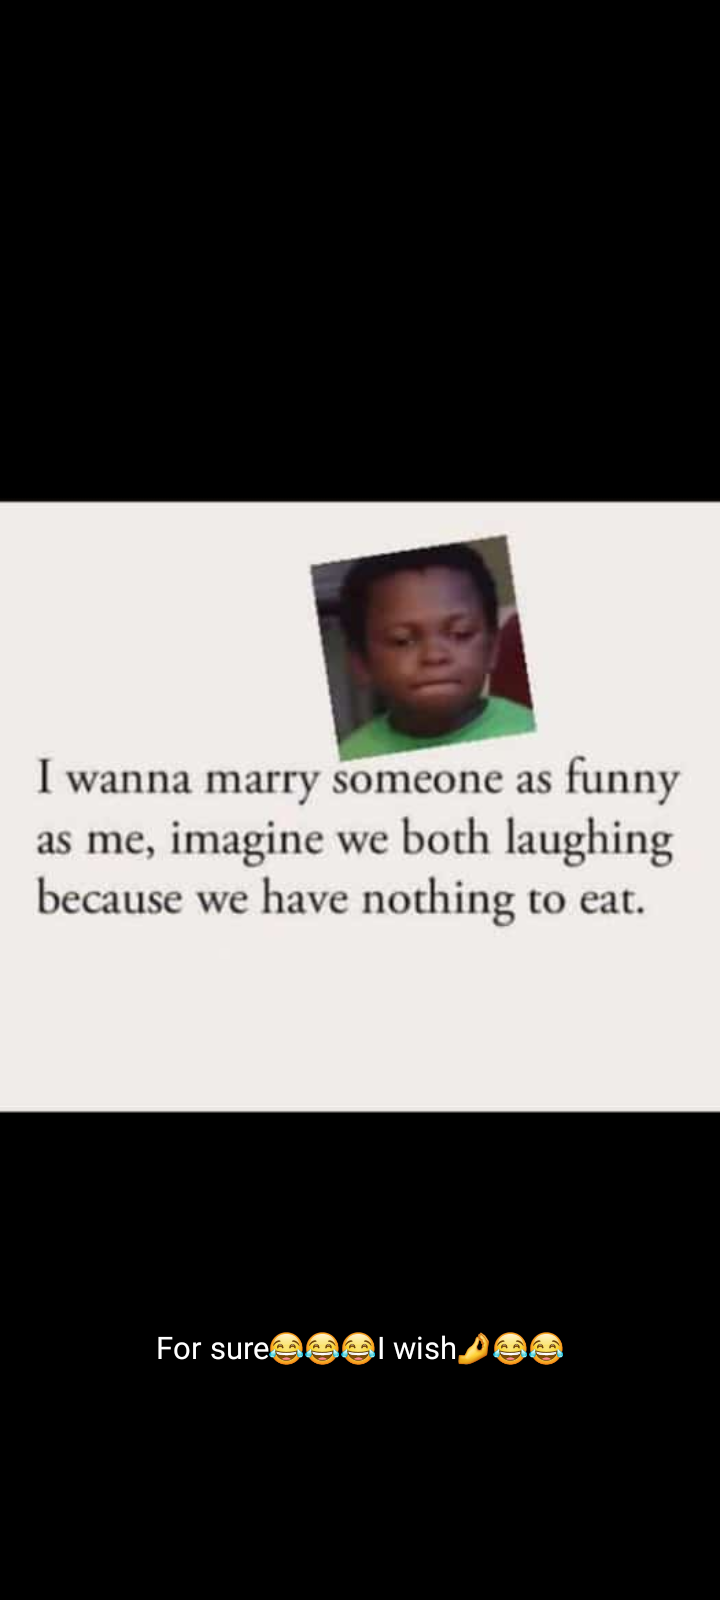 I wanna marry someone as funny
as me, imagine we both laughing
because we have nothing to eat.
For sure😂😂😂I wish🤌😂😂